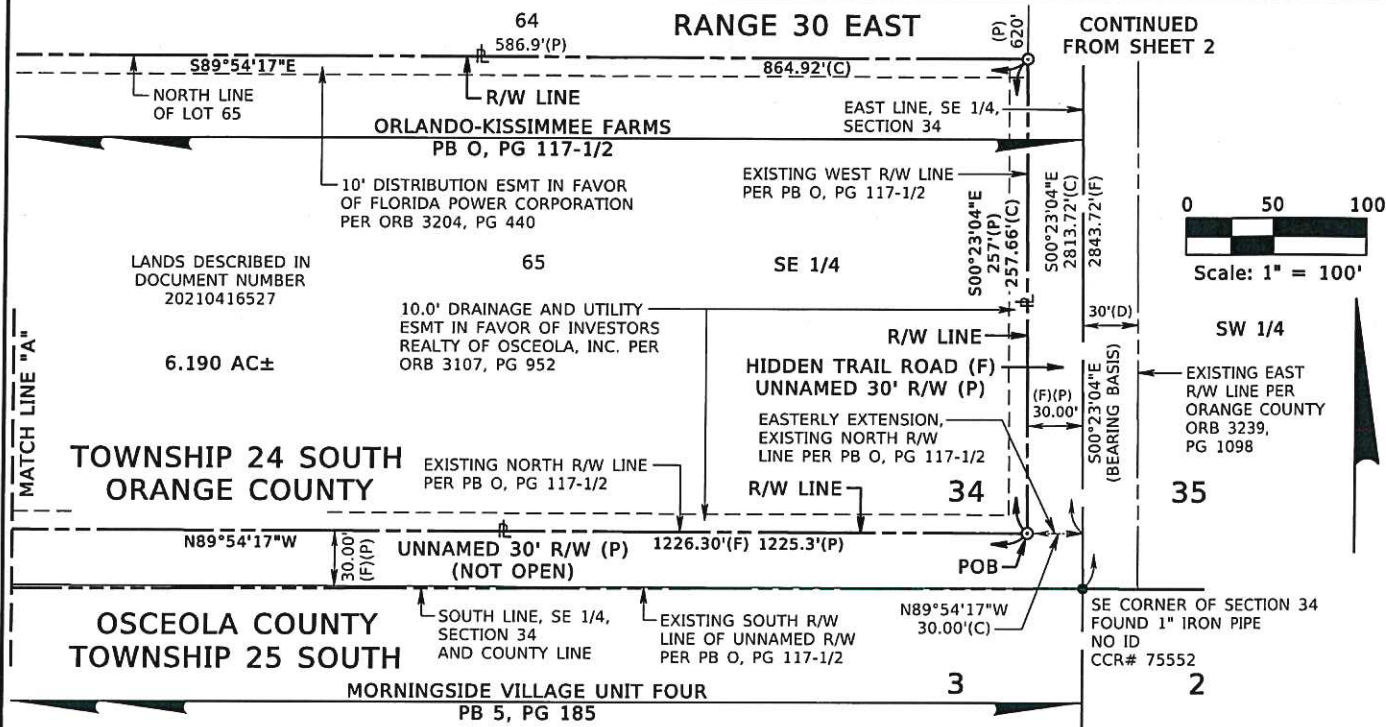 64
RANGE 30 EAST
(P)
620'
CONTINUED
FROM SHEET 2
586.9'(P)
S89°54'17"E
864.92'(C)
NORTH LINE
OF LOT 65
R/W LINE
EAST LINE, SE 1/4,
SECTION 34
ORLANDO-KISSIMMEE FARMS
PB O, PG 117-1/2
10' DISTRIBUTION ESMT IN FAVOR
OF FLORIDA POWER CORPORATION
PER ORB 3204, PG 440
EXISTING WEST R/W LINE
PER PB O, PG 117-1/2
S00°23'04"E
257'(P)
257.66'(C)
S00°23'04"E
2813.72'(C)
2843.72'(F)
0 50 100
Scale: 1" = 100'
LANDS DESCRIBED IN
DOCUMENT NUMBER
20210416527
65
SE 1/4
10.0' DRAINAGE AND UTILITY
ESMT IN FAVOR OF INVESTORS
REALTY OF OSCEOLA, INC. PER
ORB 3107, PG 952
6.190 AC±
30'(D)
SW 1/4
R/W LINE
HIDDEN TRAIL ROAD (F)
UNNAMED 30' R/W (P)
EXISTING EAST
R/W LINE PER
ORANGE COUNTY
ORB 3239,
PG 1098
(F)(P)
30.00'
S00°23'04"E
(BEARING BASIS)
MATCH LINE "A"
EASTERLY EXTENSION,
EXISTING NORTH R/W
LINE PER PB O, PG 117-1/2
TOWNSHIP 24 SOUTH
ORANGE COUNTY
EXISTING NORTH R/W LINE
PER PB O, PG 117-1/2
R/W LINE
34
35
N89°54'17"W
30.00'
(F)(P)
UNNAMED 30' R/W (P)
(NOT OPEN)
1226.30'(F) 1225.3'(P)
POB
OSCEOLA COUNTY
TOWNSHIP 25 SOUTH
SOUTH LINE, SE 1/4,
SECTION 34
AND COUNTY LINE
EXISTING SOUTH R/W
LINE OF UNNAMED R/W
PER PB O, PG 117-1/2
N89°54'17"W
30.00'(C)
SE CORNER OF SECTION 34
FOUND 1" IRON PIPE
NO ID
CCR# 75552
MORNINGSIDE VILLAGE UNIT FOUR
PB 5, PG 185
3
2